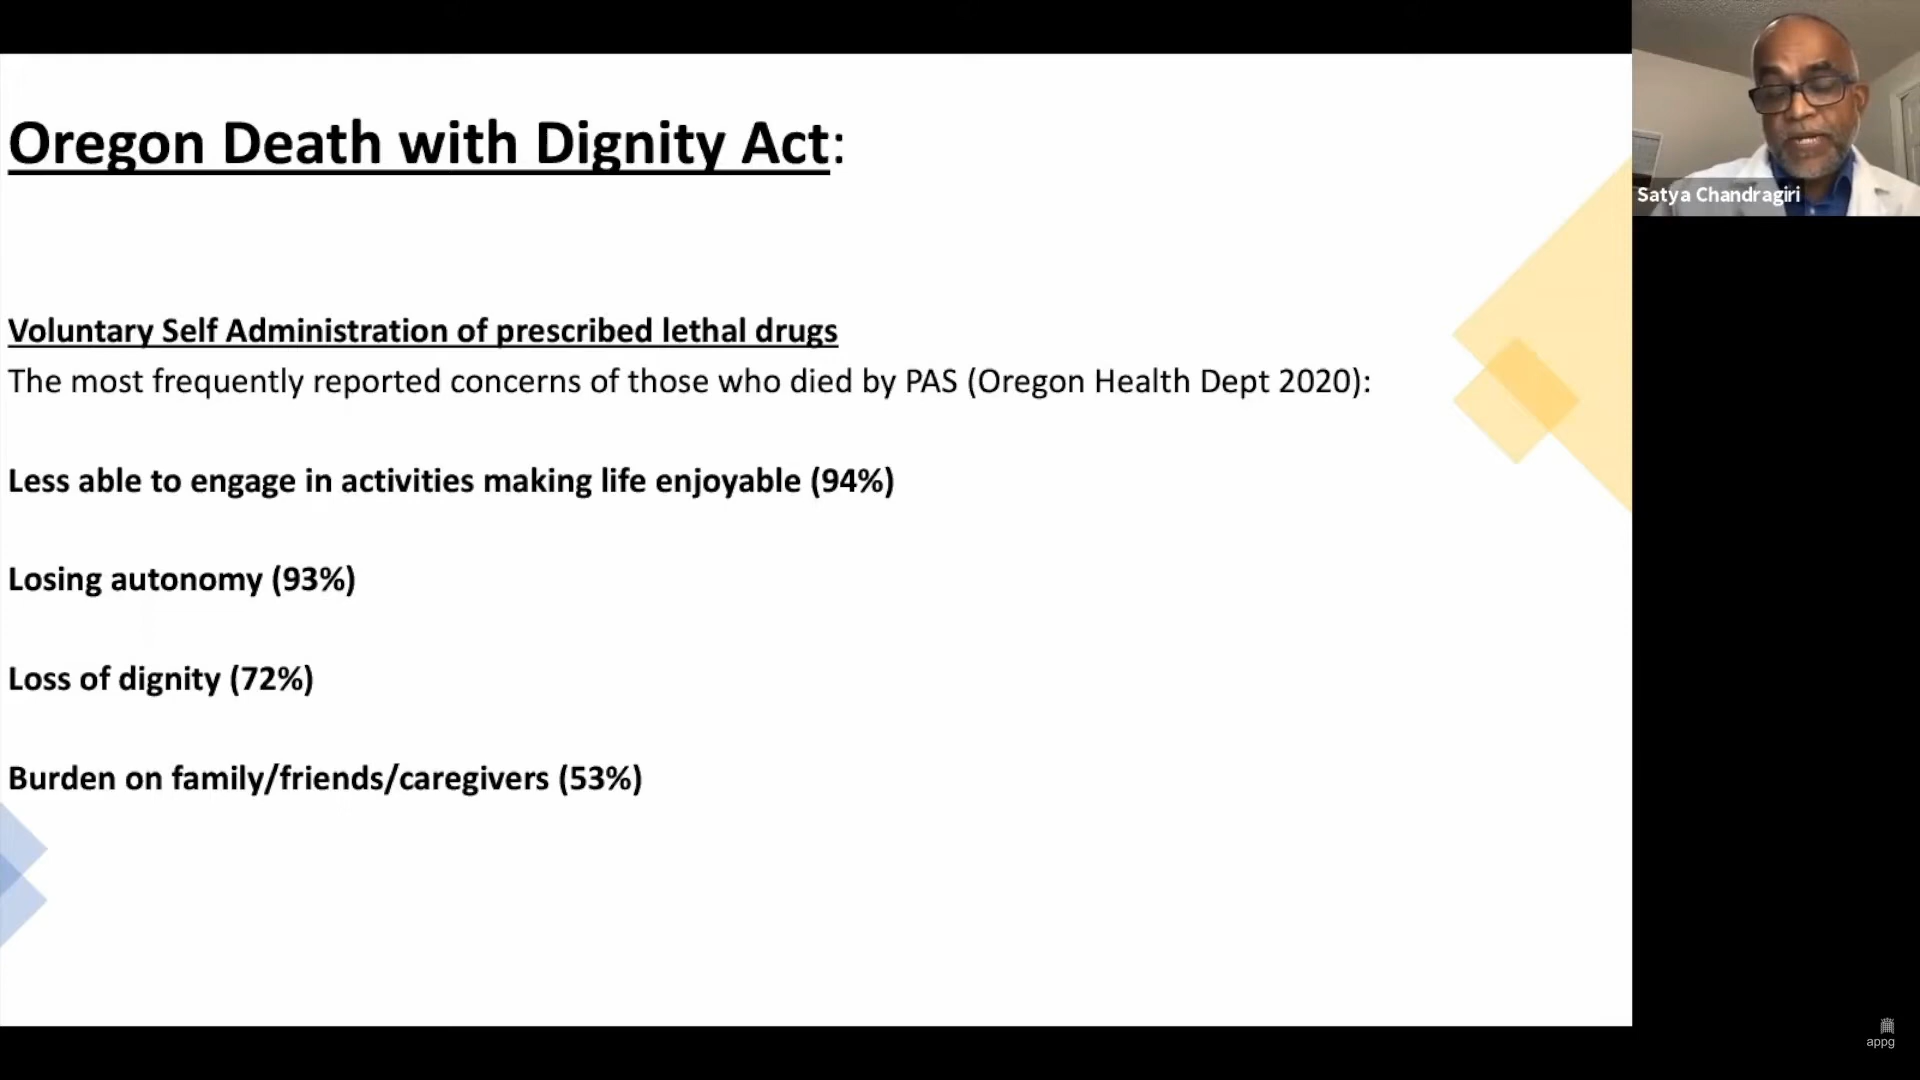 Oregon Death with Dignity Act:
Voluntary Self Administration of prescribed lethal drugs
The most frequently reported concerns of those who died by PAS (Oregon Health Dept 2020):
Less able to engage in activities making life enjoyable (94%)
Losing autonomy (93%)
Loss of dignity (72%)
Burden on family/friends/caregivers (53%)
Satya Chandragiri
appg